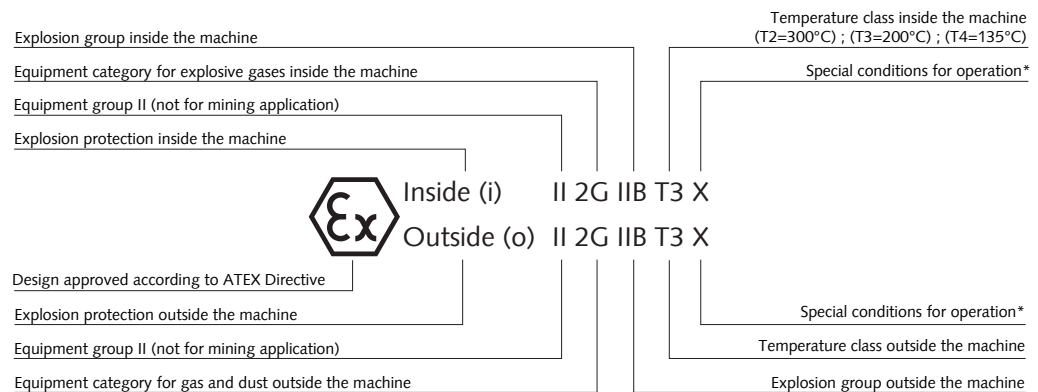 Temperature class inside the machine
(T2=300°C) ; (T3=200°C) ; (T4=135°C)
Explosion group inside the machine
Equipment category for explosive gases inside the machine
Special conditions for operation*
Equipment group II (not for mining application)
Explosion protection inside the machine
Ex
Inside (i) II 2G IIB T3 X
Outside (o) II 2G IIB T3 X
Design approved according to ATEX Directive
Explosion protection outside the machine
Special conditions for operation*
Equipment group II (not for mining application)
Temperature class outside the machine
Equipment category for gas and dust outside the machine
Explosion group outside the machine